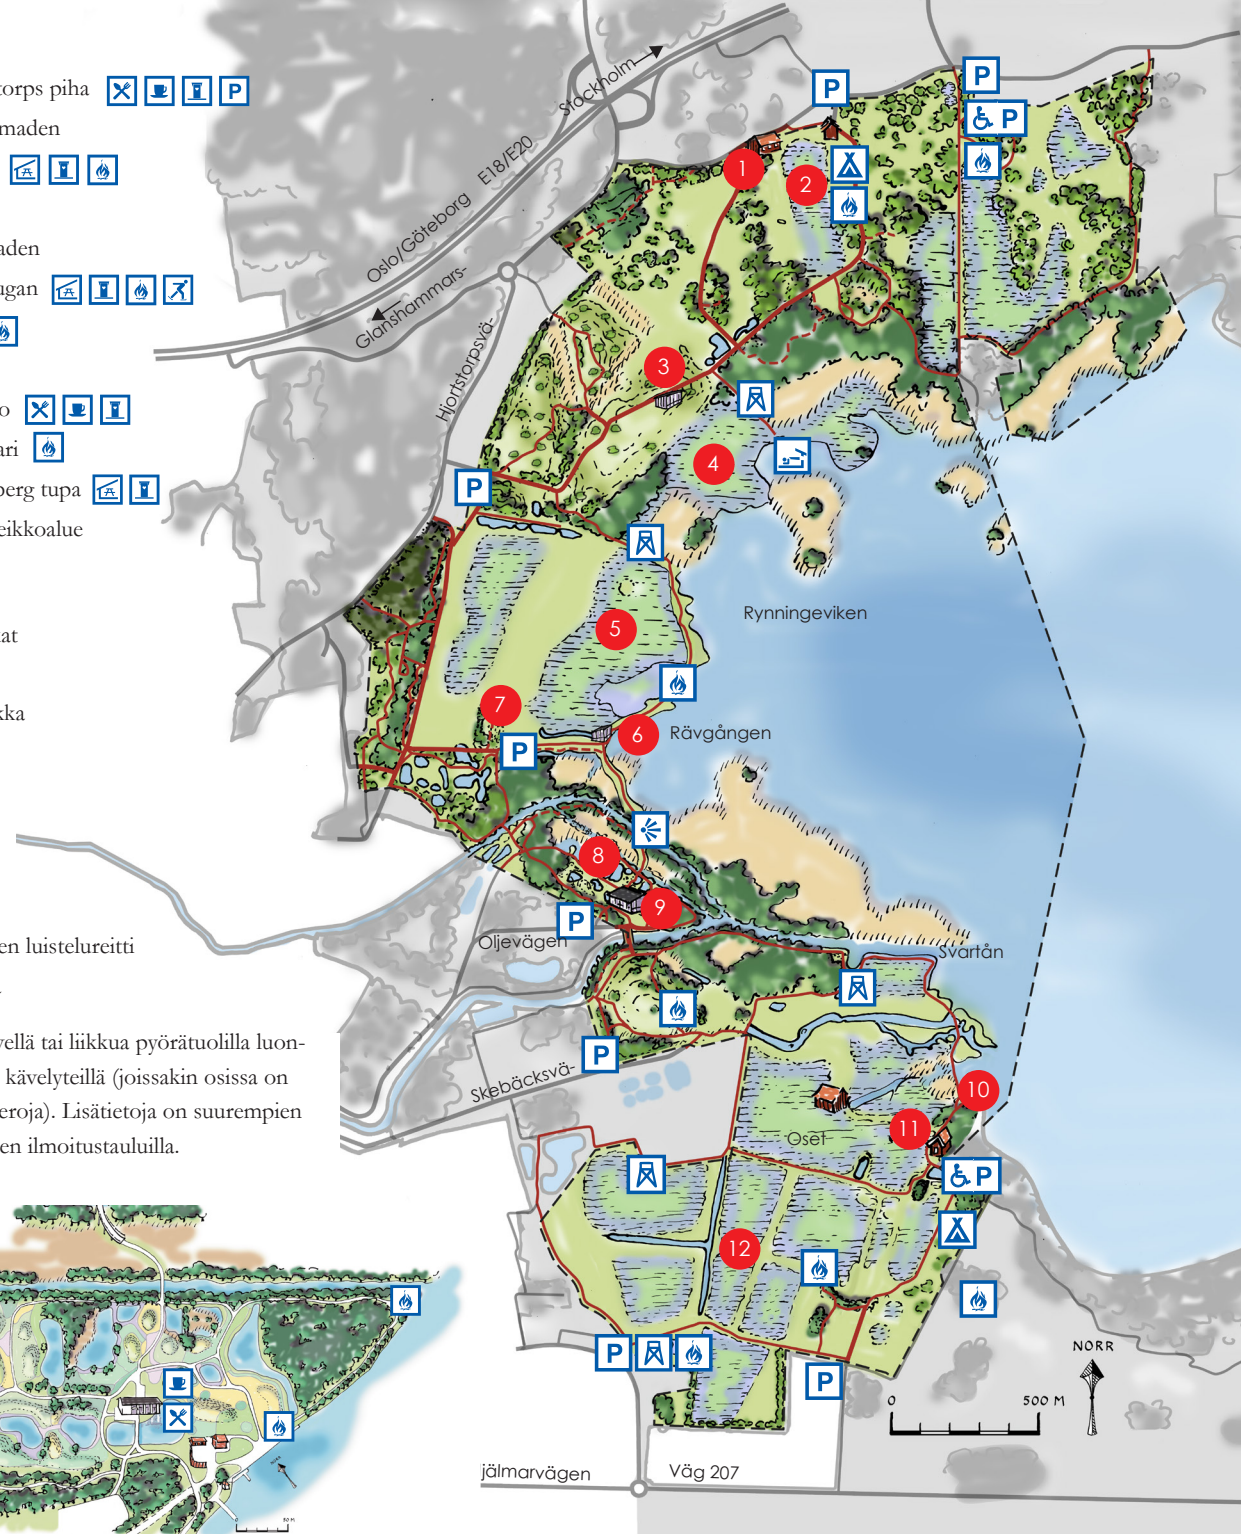 torps piha P
maden
aden
ugan
o
ari
berg tupa
eikkoalue
at
kka
en luistelureitti
vellä tai liikkua pyörätuolilla luon-
kävelyteillä (joissakin osissa on
eroja). Lisätietoja on suurempien
en ilmoitustauluilla.
Stockholm
E18/E20
Oslo/Göteborg
Glanshammars-
Hjortstorpsvä-
P
P
P
1
2
3
4
P
5
Rynningeviken
7
6
Rävgången
P
8
9
P
Oljevägen
Svartån
P
Skebäcksvä-
10
11
Oset
P
12
P
P
NORR
0 500 M
jälmarvägen
Väg 207
NORR
50 M